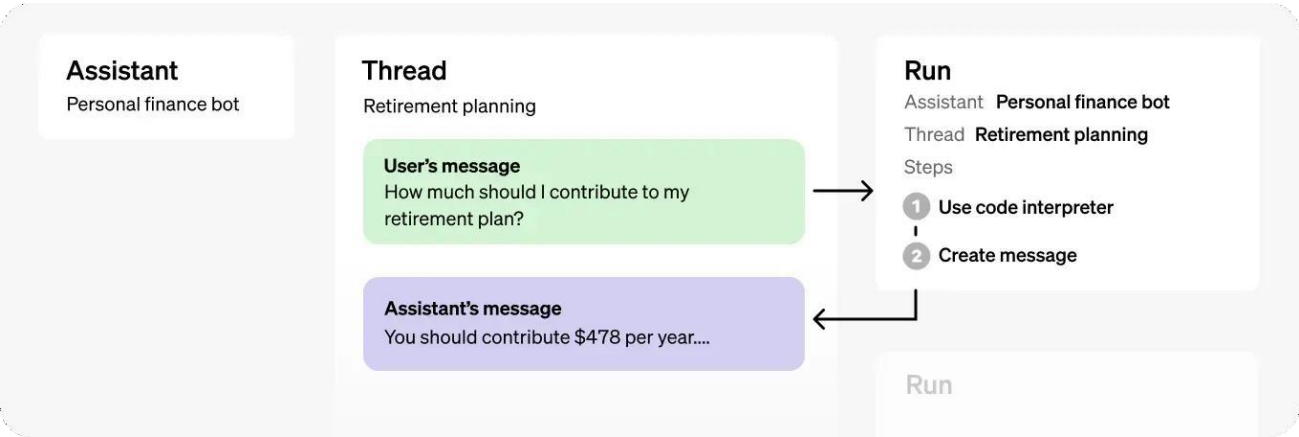 Assistant
Personal finance bot
Thread
Retirement planning
User's message
How much should I contribute to my
retirement plan?
Assistant's message
You should contribute $478 per year....
Run
Assistant Personal finance bot
Thread Retirement planning
Steps
1 Use code interpreter
2 Create message
Run